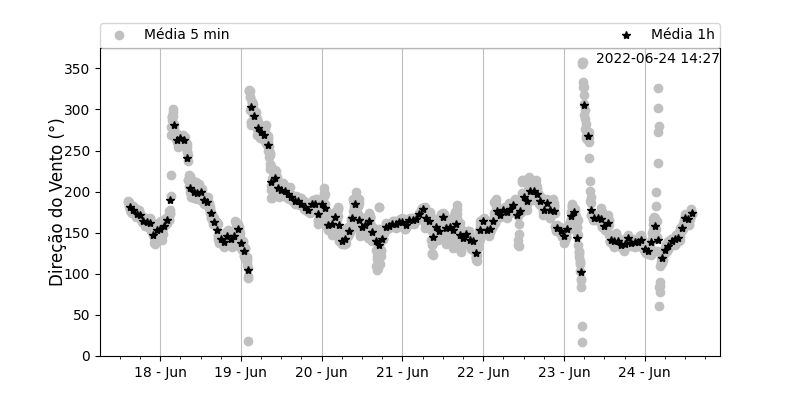 Média 5 min
Média 1h
2022-06-24 14:27
350
300
250
200
150
100
50
0
Direção do Vento (°)
18 - Jun
19 - Jun
20 - Jun
21 - Jun
22 - Jun
23 - Jun
24 - Jun